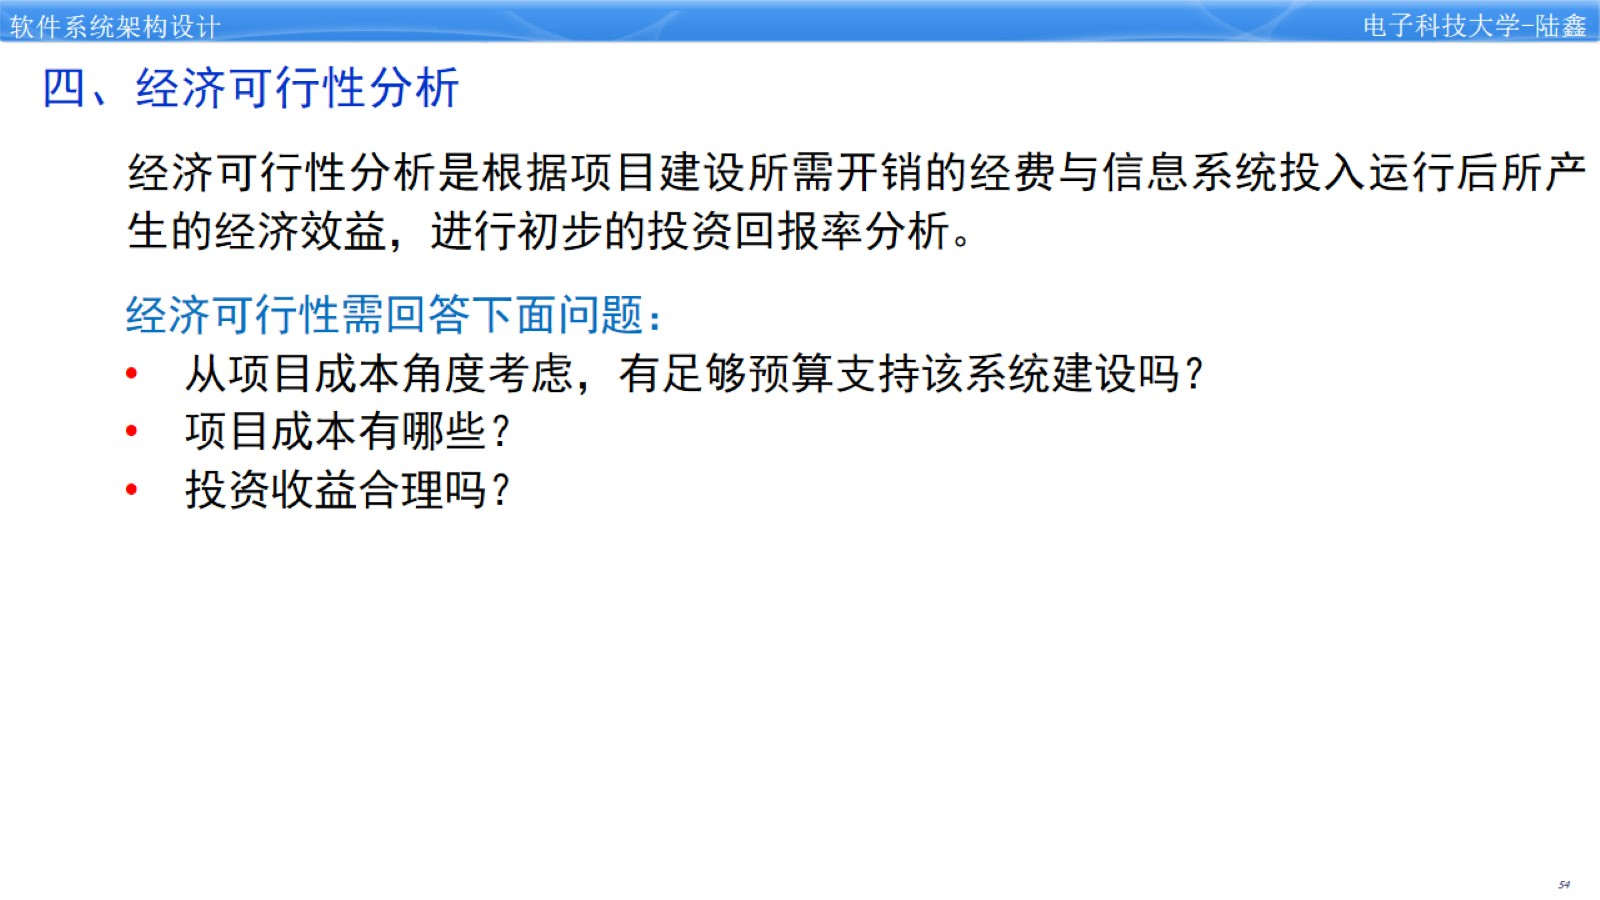 软件系统架构设计
电子科技大学-陆鑫
四、经济可行性分析
经济可行性分析是根据项目建设所需开销的经费与信息系统投入运行后所产
生的经济效益，进行初步的投资回报率分析。
经济可行性需回答下面问题：
• 从项目成本角度考虑，有足够预算支持该系统建设吗？
• 项目成本有哪些？
• 投资收益合理吗？
54